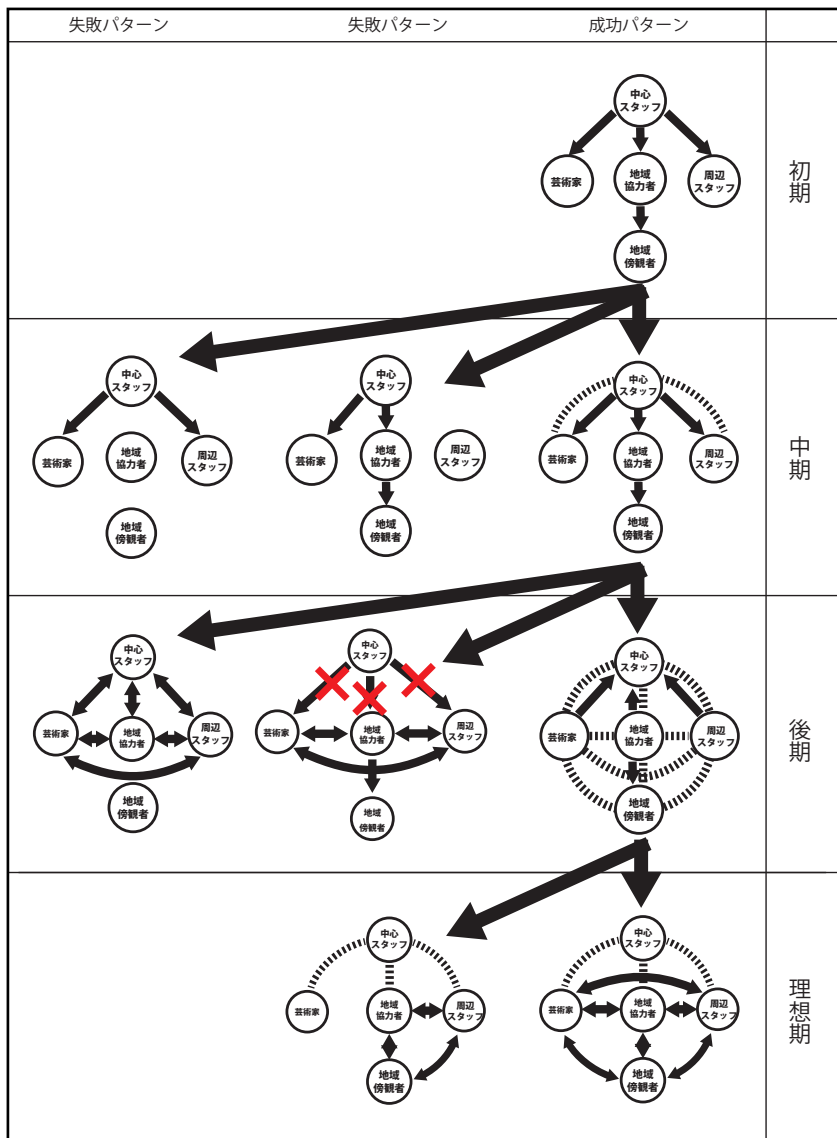 失敗パターン
失敗パターン
成功パターン
中心
スタッフ
芸術家
地域
協力者
周辺
スタッフ
地域
傍観者
初期
中心
スタッフ
芸術家
地域
協力者
周辺
スタッフ
地域
傍観者
中心
スタッフ
芸術家
地域
協力者
周辺
スタッフ
地域
傍観者
中心
スタッフ
芸術家
地域
協力者
周辺
スタッフ
地域
傍観者
中期
中心
スタッフ
芸術家
地域
協力者
周辺
スタッフ
地域
傍観者
中心
スタッフ
芸術家
地域
協力者
周辺
スタッフ
地域
傍観者
中心
スタッフ
芸術家
地域
協力者
周辺
スタッフ
地域
傍観者
後期
中心
スタッフ
芸術家
地域
協力者
周辺
スタッフ
地域
傍観者
中心
スタッフ
芸術家
地域
協力者
周辺
スタッフ
地域
傍観者
理想期